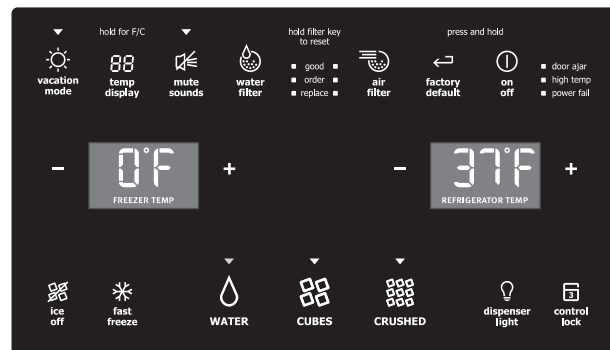 hold for F/C
hold filter key
to reset
press and hold
88
vacation
mode
temp
display
mute
sounds
water
filter
good
order
replace
air
filter
factory
default
on
off
door ajar
high temp
power fail
- 0°F +
FREEZER TEMP
- 37°F +
REFRIGERATOR TEMP
ice
off
fast
freeze
WATER
CUBES
CRUSHED
dispenser
light
3
control
lock